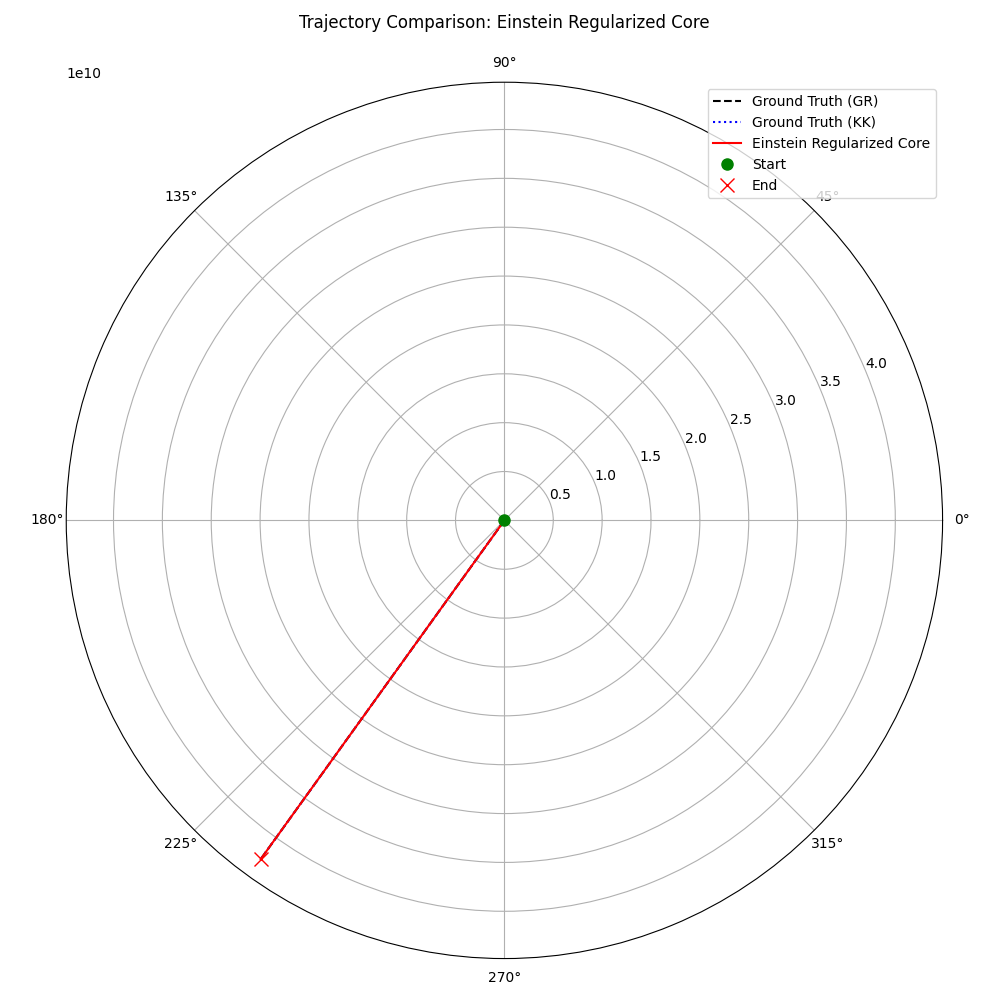 Trajectory Comparison: Einstein Regularized Core
1e10
90°
Ground Truth (GR)
Ground Truth (KK)
Einstein Regularized Core
Start
End
135°
45°
4.0
3.5
3.0
2.5
2.0
1.5
1.0
0.5
180°
0°
225°
315°
270°